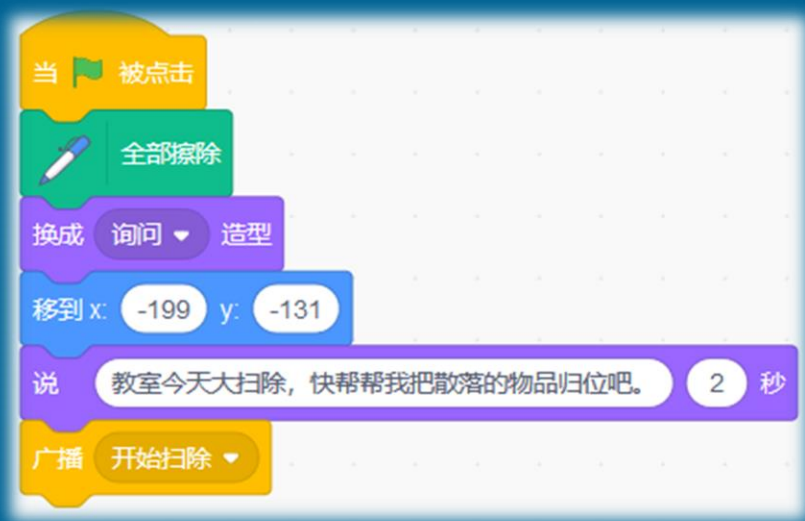 当 被点击
全部擦除
换成 询问 造型
移到 x: -199 y: -131
说 教室今天大扫除，快帮帮我把散落的物品归位吧。 2 秒
广播 开始扫除